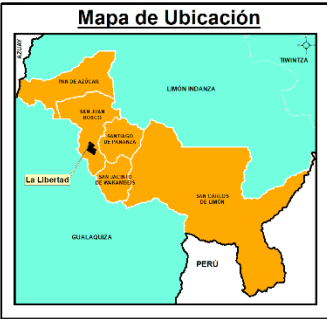 Mapa de Ubicación
AZUAY
TIWINTZA
PAN DE AZÚCAR
LIMÓN INDANZA
SAN JUAN
BOSCO
SANTIAGO
DE PANANZA
La Libertad
SAN JACINTO
DE WAKAMBEIS
SAN CARLOS
DE LIMÓN
GUALAQUIZA
PERÚ